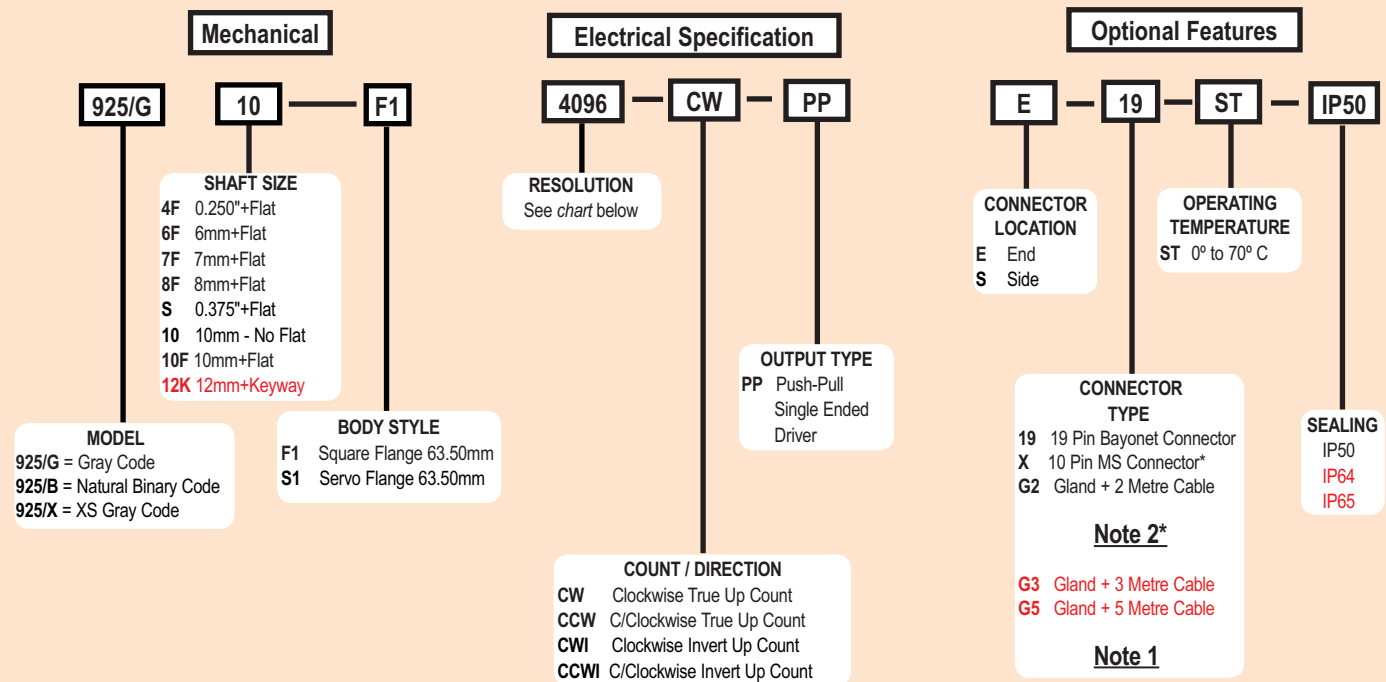 Mechanical
925/G 10 F1
SHAFT SIZE
4F 0.250"+Flat
6F 6mm+Flat
7F 7mm+Flat
8F 8mm+Flat
S 0.375"+Flat
10 10mm - No Flat
10F 10mm+Flat
12K 12mm+Keyway
MODEL
925/G = Gray Code
925/B = Natural Binary Code
925/X = XS Gray Code
BODY STYLE
F1 Square Flange 63.50mm
S1 Servo Flange 63.50mm
Electrical Specification
4096 CW PP
RESOLUTION
See chart below
OUTPUT TYPE
PP Push-Pull
Single Ended
Driver
COUNT / DIRECTION
CW Clockwise True Up Count
CCW C/Clockwise True Up Count
CWI Clockwise Invert Up Count
CCWI C/Clockwise Invert Up Count
Optional Features
E 19 ST IP50
CONNECTOR
LOCATION
E End
S Side
OPERATING
TEMPERATURE
ST 0º to 70º C
CONNECTOR
TYPE
19 19 Pin Bayonet Connector
X 10 Pin MS Connector*
G2 Gland + 2 Metre Cable
Note 2*
G3 Gland + 3 Metre Cable
G5 Gland + 5 Metre Cable
Note 1
SEALING
IP50
IP64
IP65